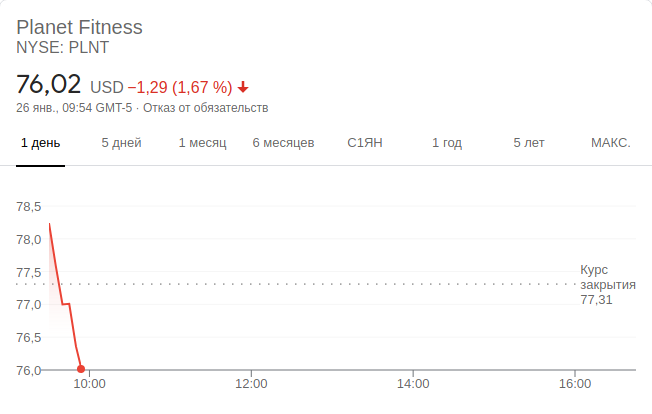 Planet Fitness
NYSE: PLNT
76,02 USD −1,29 (1,67 %)
26 янв., 09:54 GMT-5 · Отказ от обязательств
1 день 5 дней 1 месяц 6 месяцев С1ЯН 1 год 5 лет МАКС.
78,5
78,0
77,5
77,0
76,5
76,0
Курс
закрытия
77,31
10:00 12:00 14:00 16:00